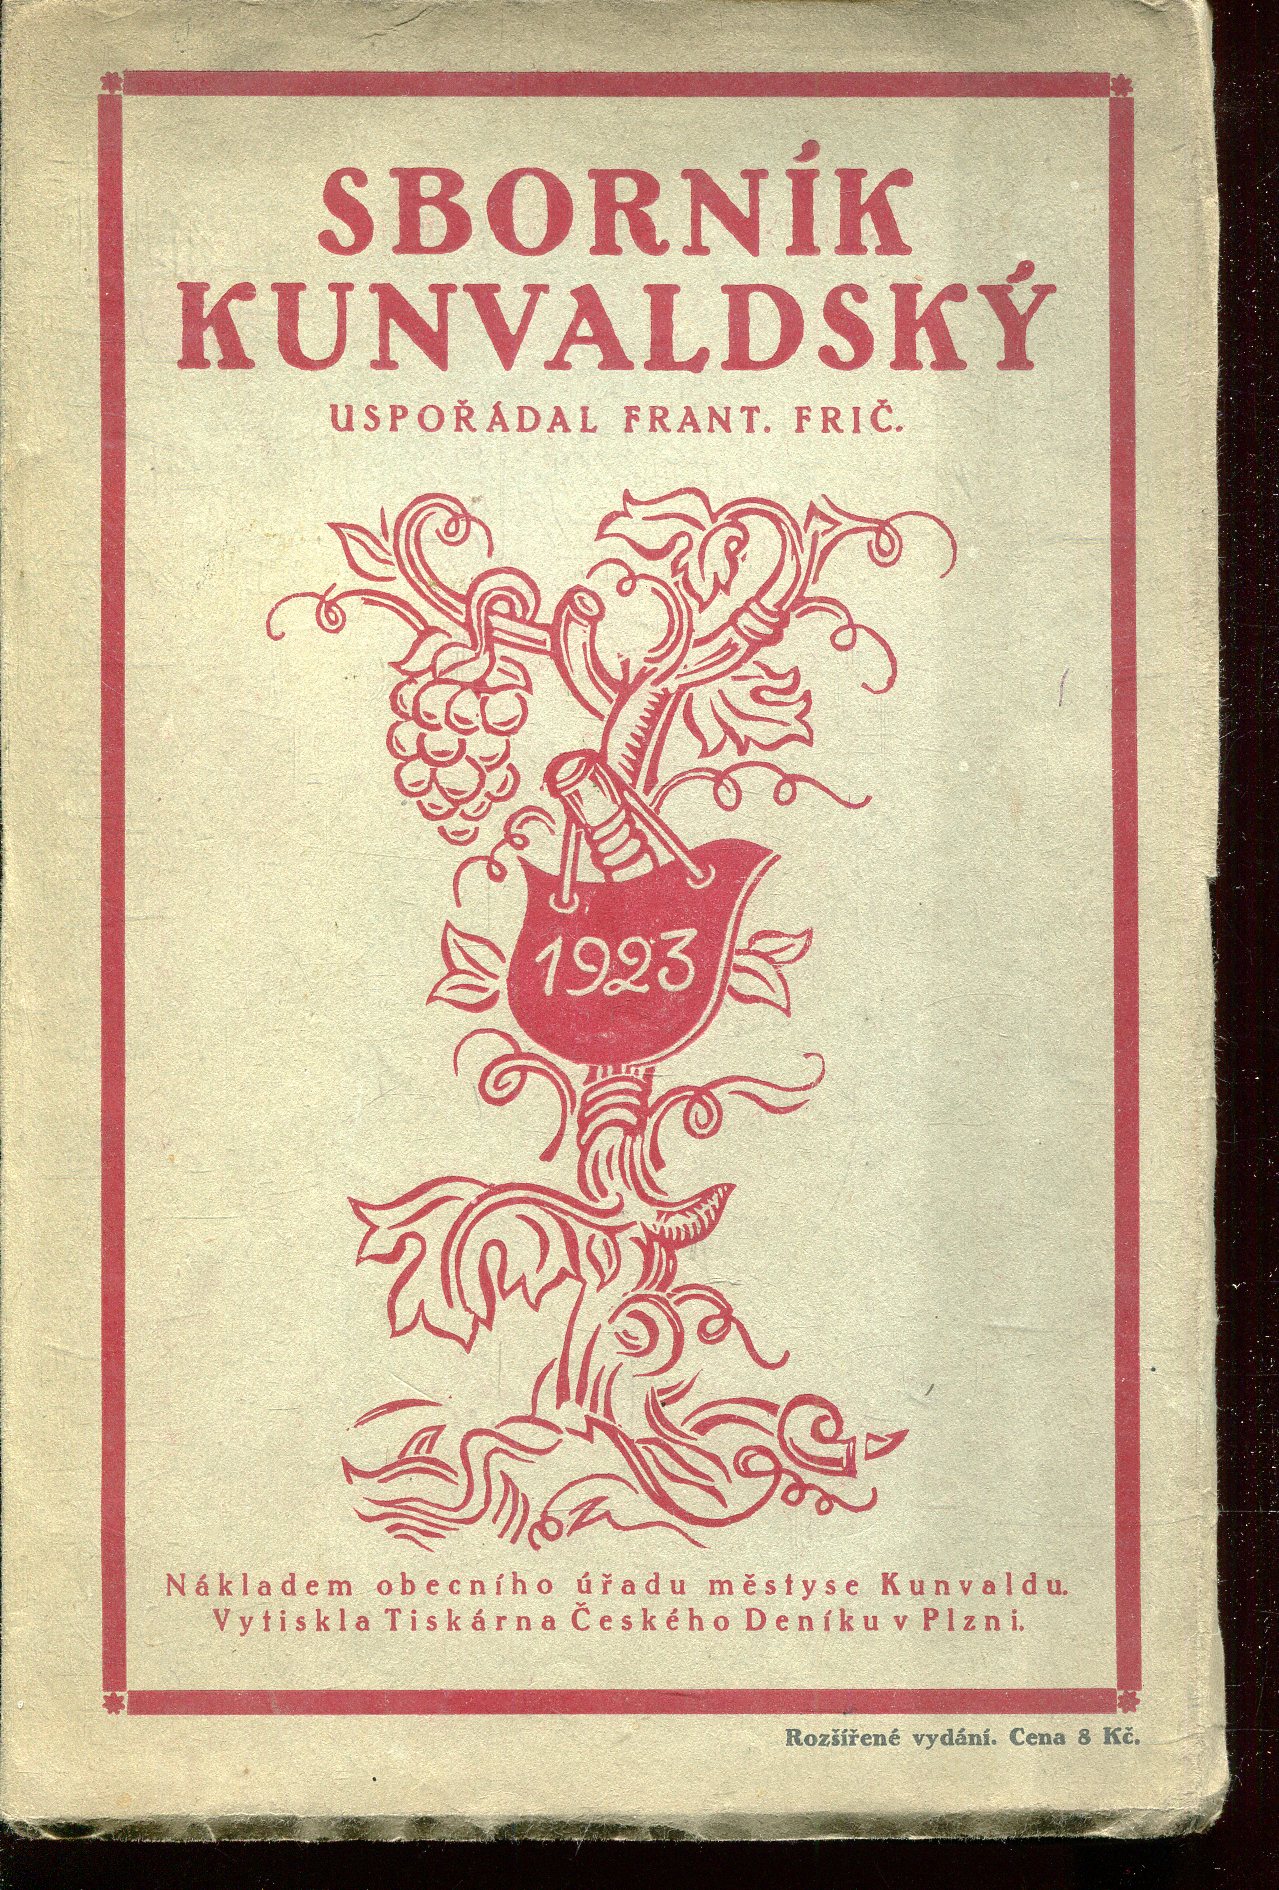 SBORNÍK
KUNVALDSKÝ
USPOŘÁDAL FRANT. FRIČ.
1923
Nákladem obecního úřadu městyse Kunvaldu.
Vytiskla Tiskárna Českého Deníku v Plzni.
Rozšířené vydání. Cena 8 Kč.